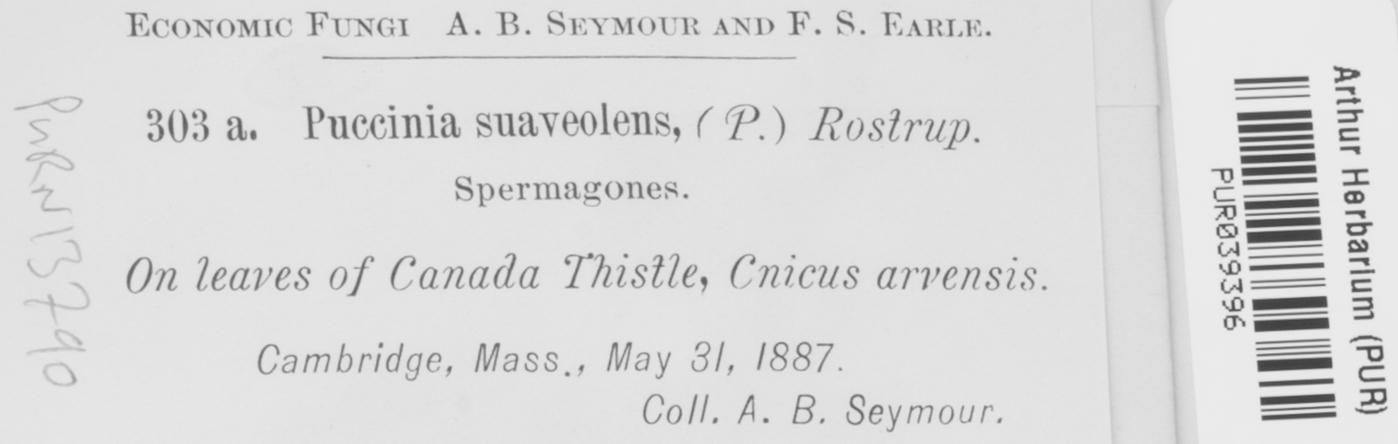 ECONOMIC FUNGI A. B. SEYMOUR AND F. S. EARLE.
303 a. Puccinia suaveolens, (P.) Rostrup.
Spermagones.
On leaves of Canada Thistle, Cnicus arvensis.
Cambridge, Mass., May 31, 1887.
Coll. A. B. Seymour.
PURN13790
PUR039396
Arthur Herbarium (PUR)